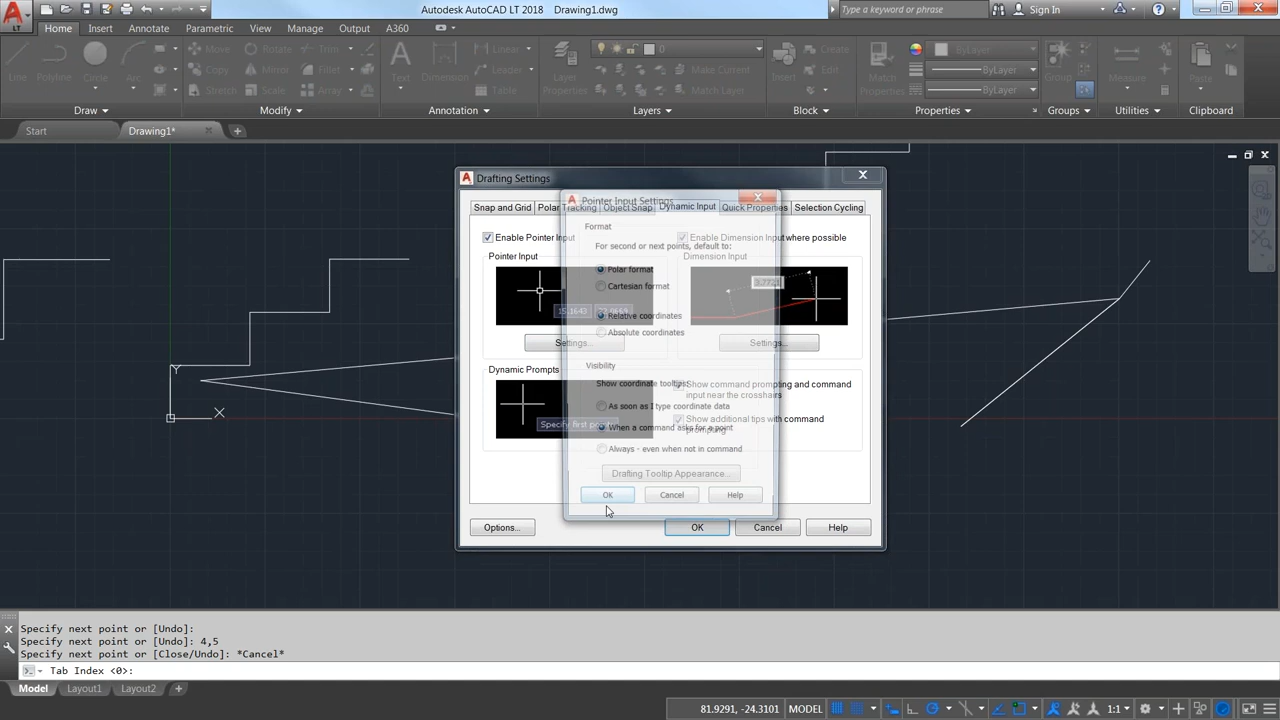 Autodesk AutoCAD LT 2018 Drawing1.dwg
Type a keyword or phrase
Sign In
LT
Home Insert Annotate Parametric View Manage Output A360
Line Polyline Circle Arc
Move Rotate Trim
Copy Mirror Fillet
Stretch Scale Array
Text Dimension
Linear
Leader
Table
Layer
Properties
0
Make Current
Match Layer
Insert
Create
Edit
Match
Properties
ByLayer
ByLayer
ByLayer
Group
Measure
Paste
Draw Modify Annotation Layers Block Properties Groups Utilities Clipboard
Start Drawing1*
Drafting Settings
Pointer Input Settings
Snap and Grid Polar Tracking Object Snap Dynamic Input Quick Properties Selection Cycling
Format
Enable Pointer Input
Enable Dimension Input where possible
For second or next points, default to:
Pointer Input
Dimension Input
Polar format
Cartesian format
15.1643
Relative coordinates
Absolute coordinates
Settings...
Settings...
Visibility
Dynamic Prompts
Show coordinate tooltips:
Show command prompting and command
input near the crosshairs
As soon as I type coordinate data
Show additional tips with command
prompting
Specify first point:
When a command asks for a point
Always - even when not in command
Drafting Tooltip Appearance...
OK Cancel Help
Options... OK Cancel Help
Y
X
Specify next point or [Undo]:
Specify next point or [Undo]: 4,5
Specify next point or [Close/Undo]: *Cancel*
Tab Index <0>:
Model Layout1 Layout2
81.9291, -24.3101 MODEL 1:1